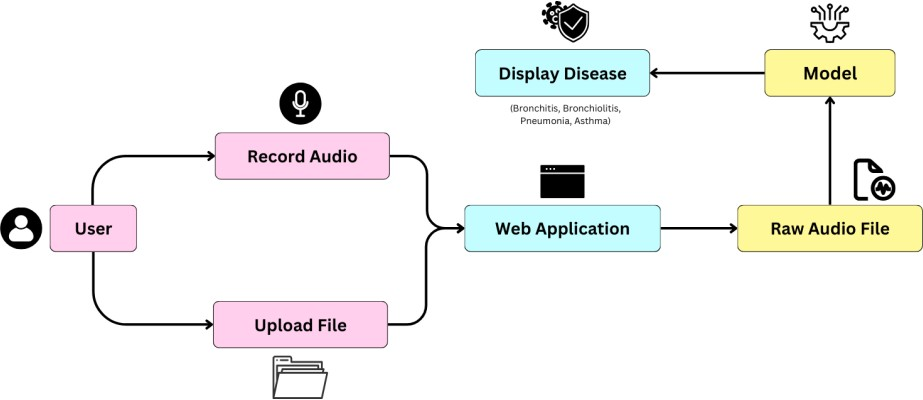 Display Disease
Model
(Bronchitis, Bronchiolitis,
Pneumonia, Asthma)
Record Audio
User
Web Application
Raw Audio File
Upload File